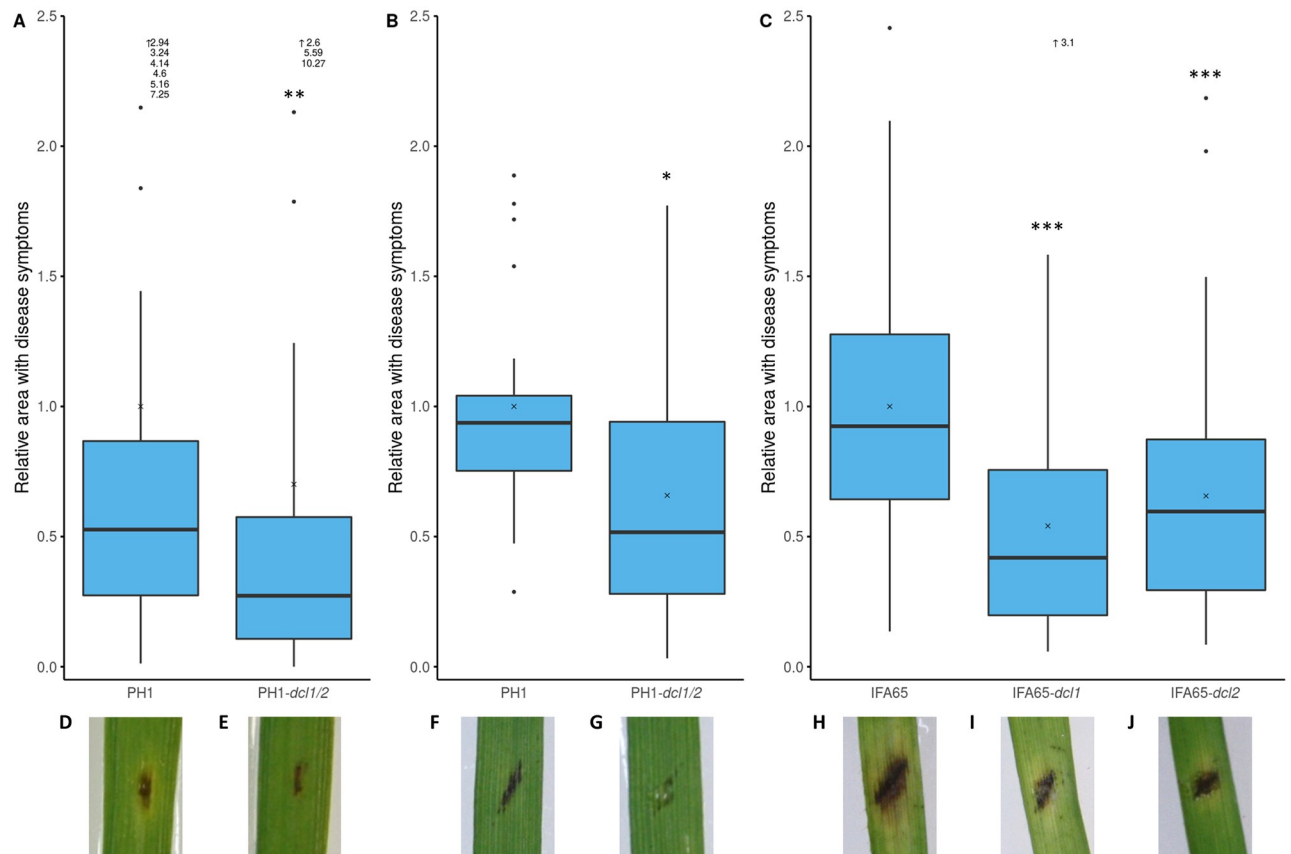 A
Relative area with disease symptoms
2.5
2.0
1.5
1.0
0.5
0.0
↑2.94
3.24
4.14
4.6
5.16
7.25
↑ 2.6
5.59
10.27
**
PH1
PH1-dcl1/2
B
Relative area with disease symptoms
2.5
2.0
1.5
1.0
0.5
0.0
*
PH1
PH1-dcl1/2
C
Relative area with disease symptoms
2.5
2.0
1.5
1.0
0.5
0.0
↑ 3.1
***
***
IFA65
IFA65-dcl1
IFA65-dcl2
D
E
F
G
H
I
J